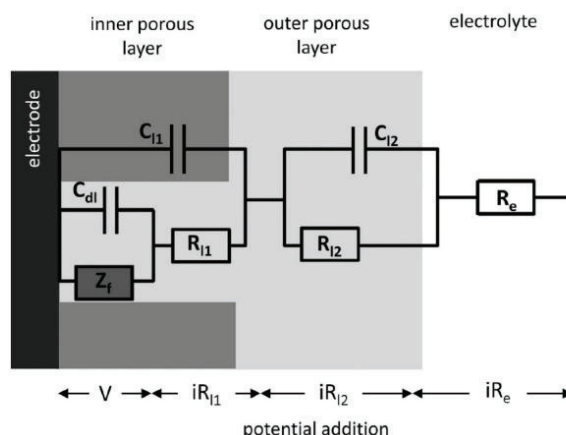 inner porous
layer
outer porous
layer
electrolyte
electrode
C_l1
C_l2
C_dl
R_e
R_l1
R_l2
Z_f
V
iR_l1
iR_l2
iR_e
potential addition